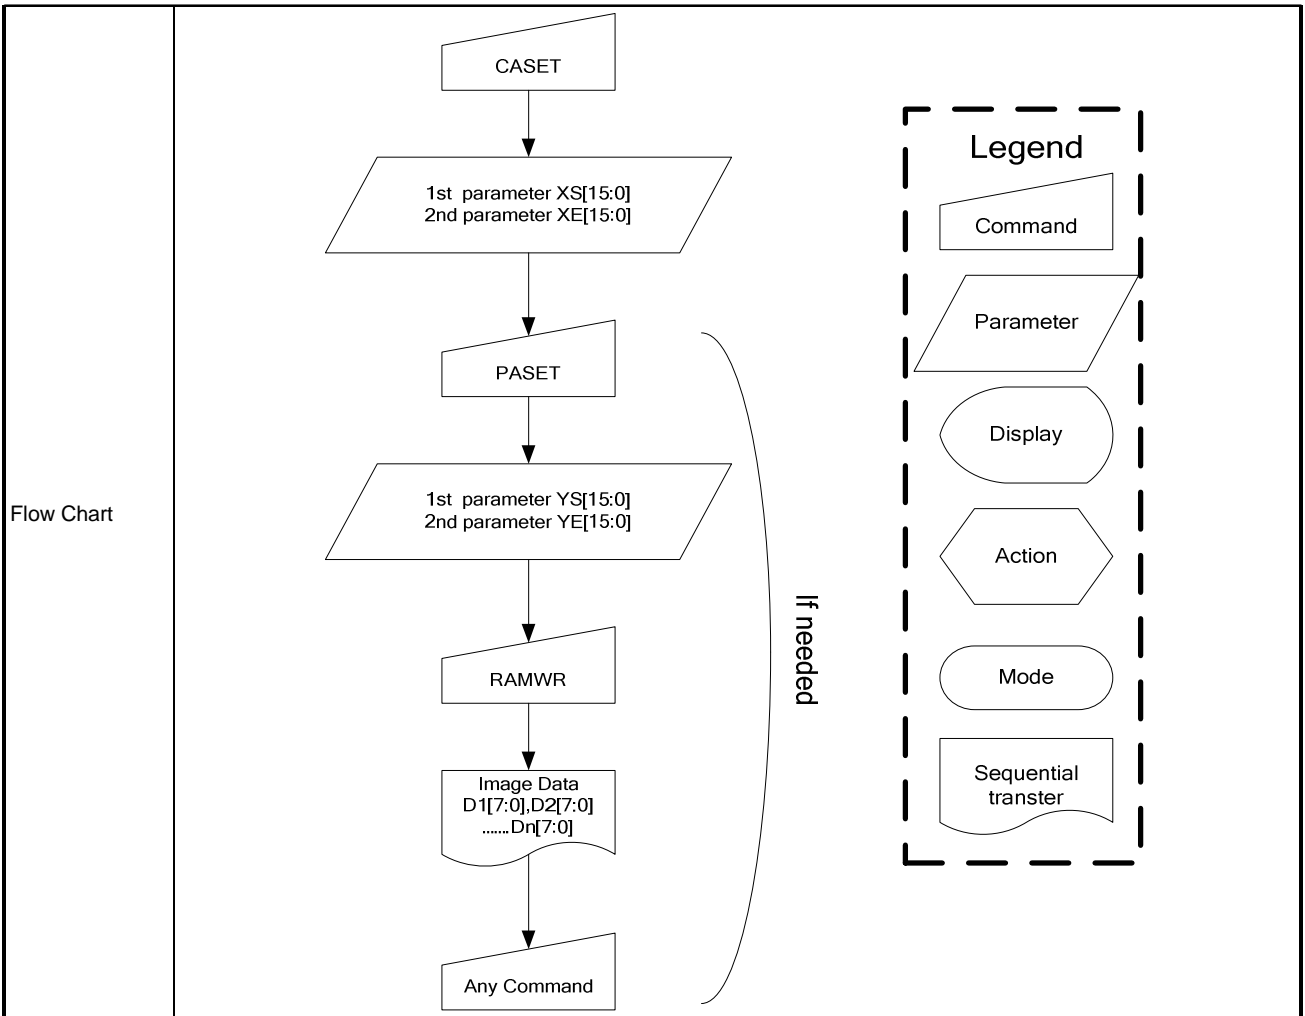 Flow Chart
CASET
1st parameter XS[15:0]
2nd parameter XE[15:0]
PASET
1st parameter YS[15:0]
2nd parameter YE[15:0]
RAMWR
Image Data
D1[7:0],D2[7:0]
.......Dn[7:0]
Any Command
If needed
Legend
Command
Parameter
Display
Action
Mode
Sequential
transter